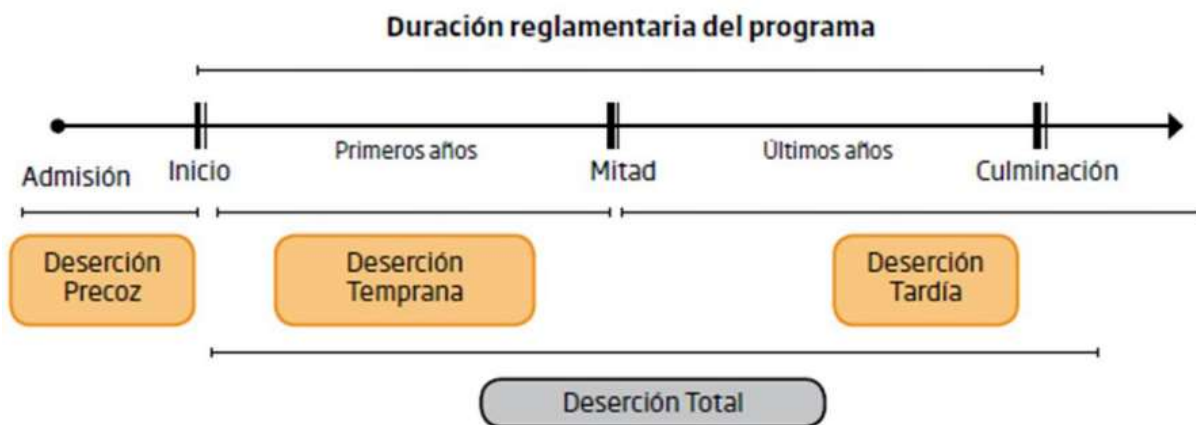 Duración reglamentaria del programa
Primeros años
Últimos años
Admisión
Inicio
Mitad
Culminación
Deserción
Precoz
Deserción
Temprana
Deserción
Tardía
Deserción Total